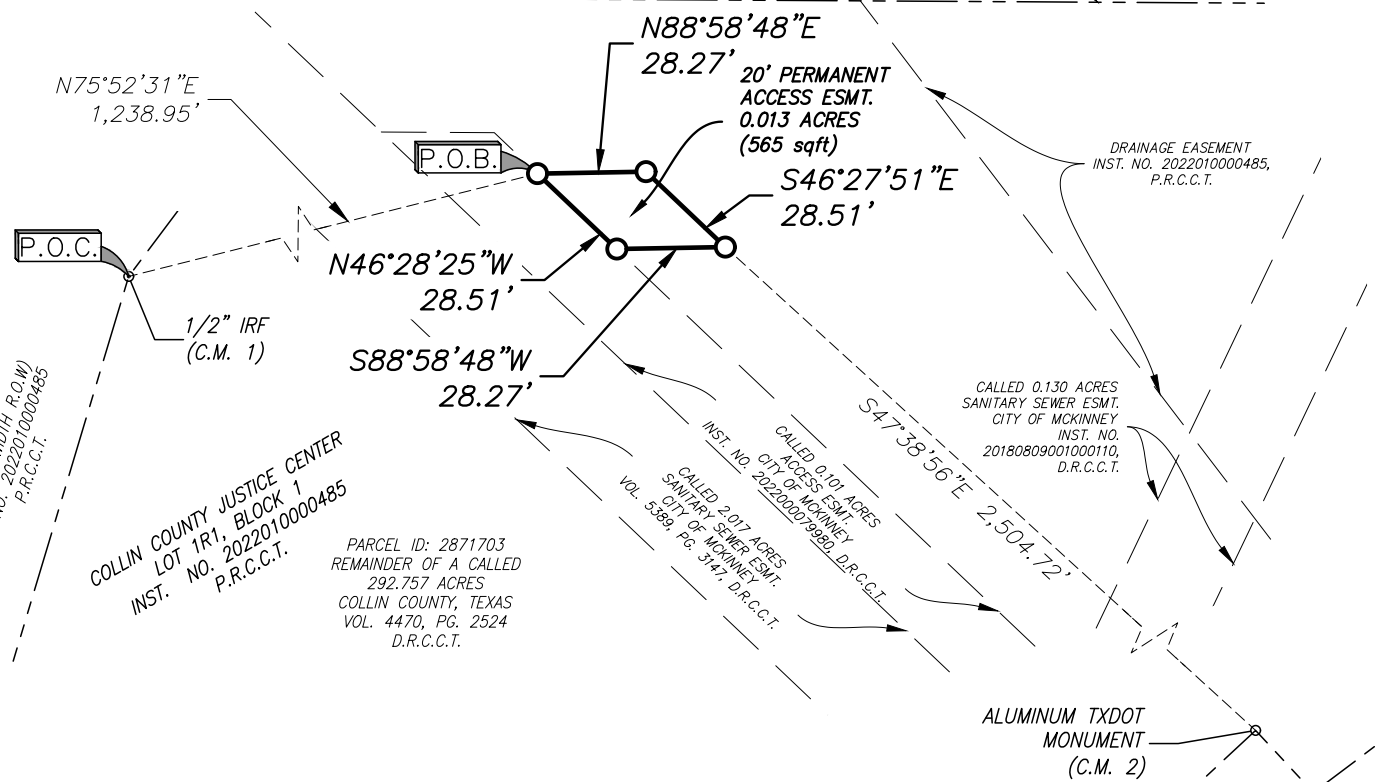 N88°58'48"E
28.27'
20' PERMANENT
ACCESS ESMT.
0.013 ACRES
(565 sqft)
N75°52'31"E
1,238.95'
P.O.B.
DRAINAGE EASEMENT
INST. NO. 2022010000485,
P.R.C.C.T.
S46°27'51"E
28.51'
P.O.C.
N46°28'25"W
28.51'
1/2" IRF
(C.M. 1)
S88°58'48"W
28.27'
R.O.W)
NO. 2022010000485
P.R.C.C.T.
CALLED 0.130 ACRES
SANITARY SEWER ESMT.
CITY OF MCKINNEY
INST. NO.
20180809001000110,
D.R.C.C.T.
S47°38'56"E 2,504.72'
CALLED 0.101 ACRES
ACCESS ESMT.
CITY OF MCKINNEY
INST. NO. 2022000079980, D.R.C.C.T.
CALLED 2.017 ACRES
SANITARY SEWER ESMT.
CITY OF MCKINNEY
VOL. 5389, PG. 3147, D.R.C.C.T.
COLLIN COUNTY JUSTICE CENTER
LOT 1R1, BLOCK 1
INST. NO. 2022010000485
P.R.C.C.T.
PARCEL ID: 2871703
REMAINDER OF A CALLED
292.757 ACRES
COLLIN COUNTY, TEXAS
VOL. 4470, PG. 2524
D.R.C.C.T.
ALUMINUM TXDOT
MONUMENT
(C.M. 2)